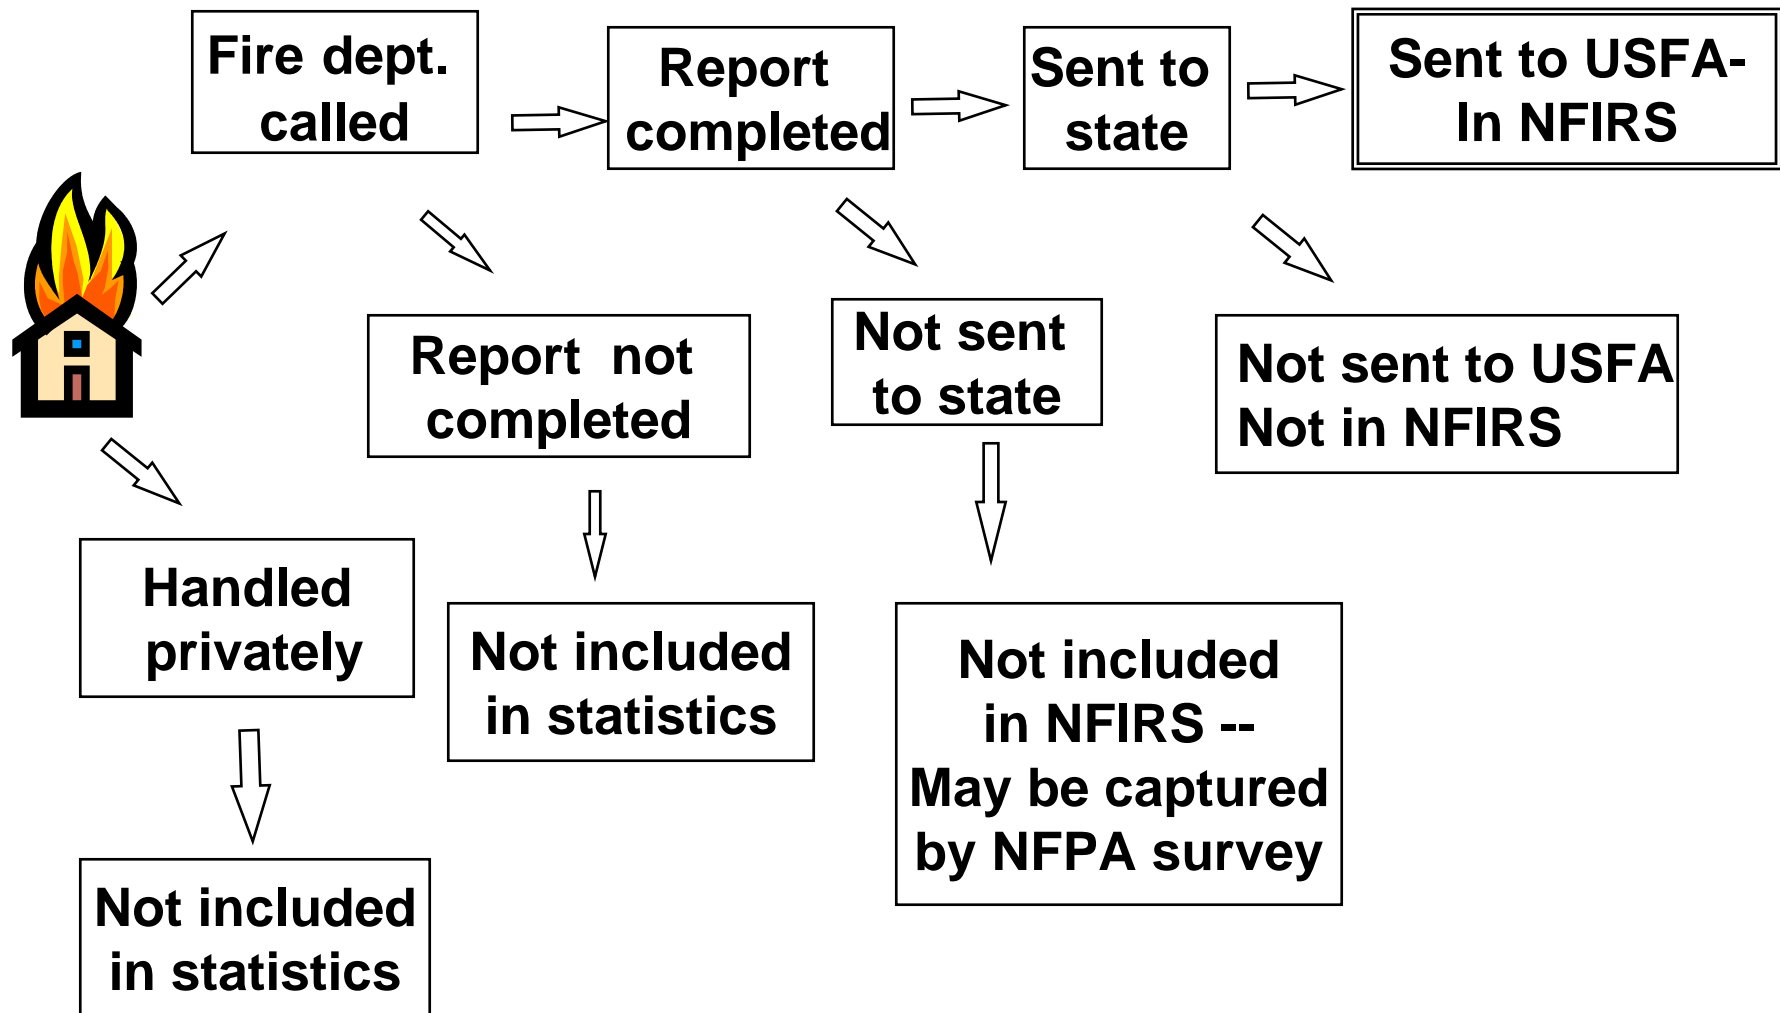 Fire dept.
called
Report
completed
Sent to
state
Sent to USFA-
In NFIRS
Report not
completed
Not sent
to state
Not sent to USFA
Not in NFIRS
Handled
privately
Not included
in statistics
Not included
in NFIRS --
May be captured
by NFPA survey
Not included
in statistics